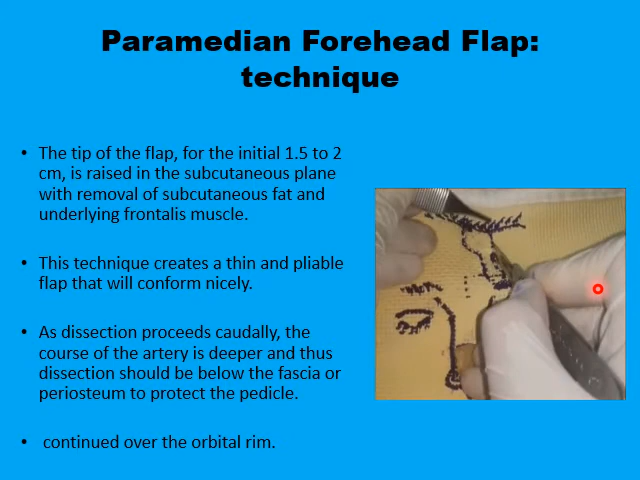 Paramedian Forehead Flap:
technique
• The tip of the flap, for the initial 1.5 to 2
cm, is raised in the subcutaneous plane
with removal of subcutaneous fat and
underlying frontalis muscle.
• This technique creates a thin and pliable
flap that will conform nicely.
• As dissection proceeds caudally, the
course of the artery is deeper and thus
dissection should be below the fascia or
periosteum to protect the pedicle.
• continued over the orbital rim.